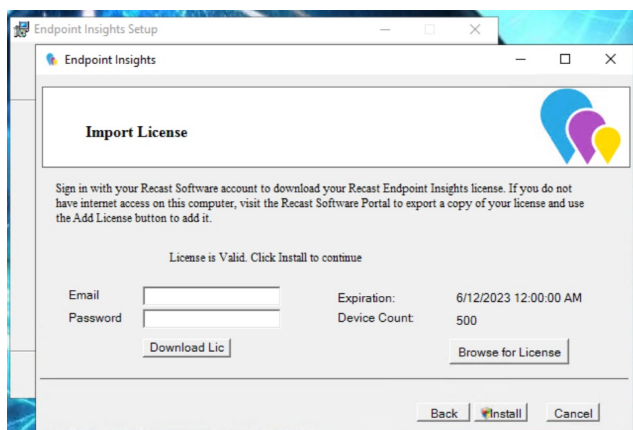 Endpoint Insights Setup
Endpoint Insights
Import License
Sign in with your Recast Software account to download your Recast Endpoint Insights license. If you do not
have internet access on this computer, visit the Recast Software Portal to export a copy of your license and use
the Add License button to add it.
License is Valid. Click Install to continue
Email
Expiration: 6/12/2023 12:00:00 AM
Password
Device Count: 500
Download Lic
Browse for License
Back Install Cancel